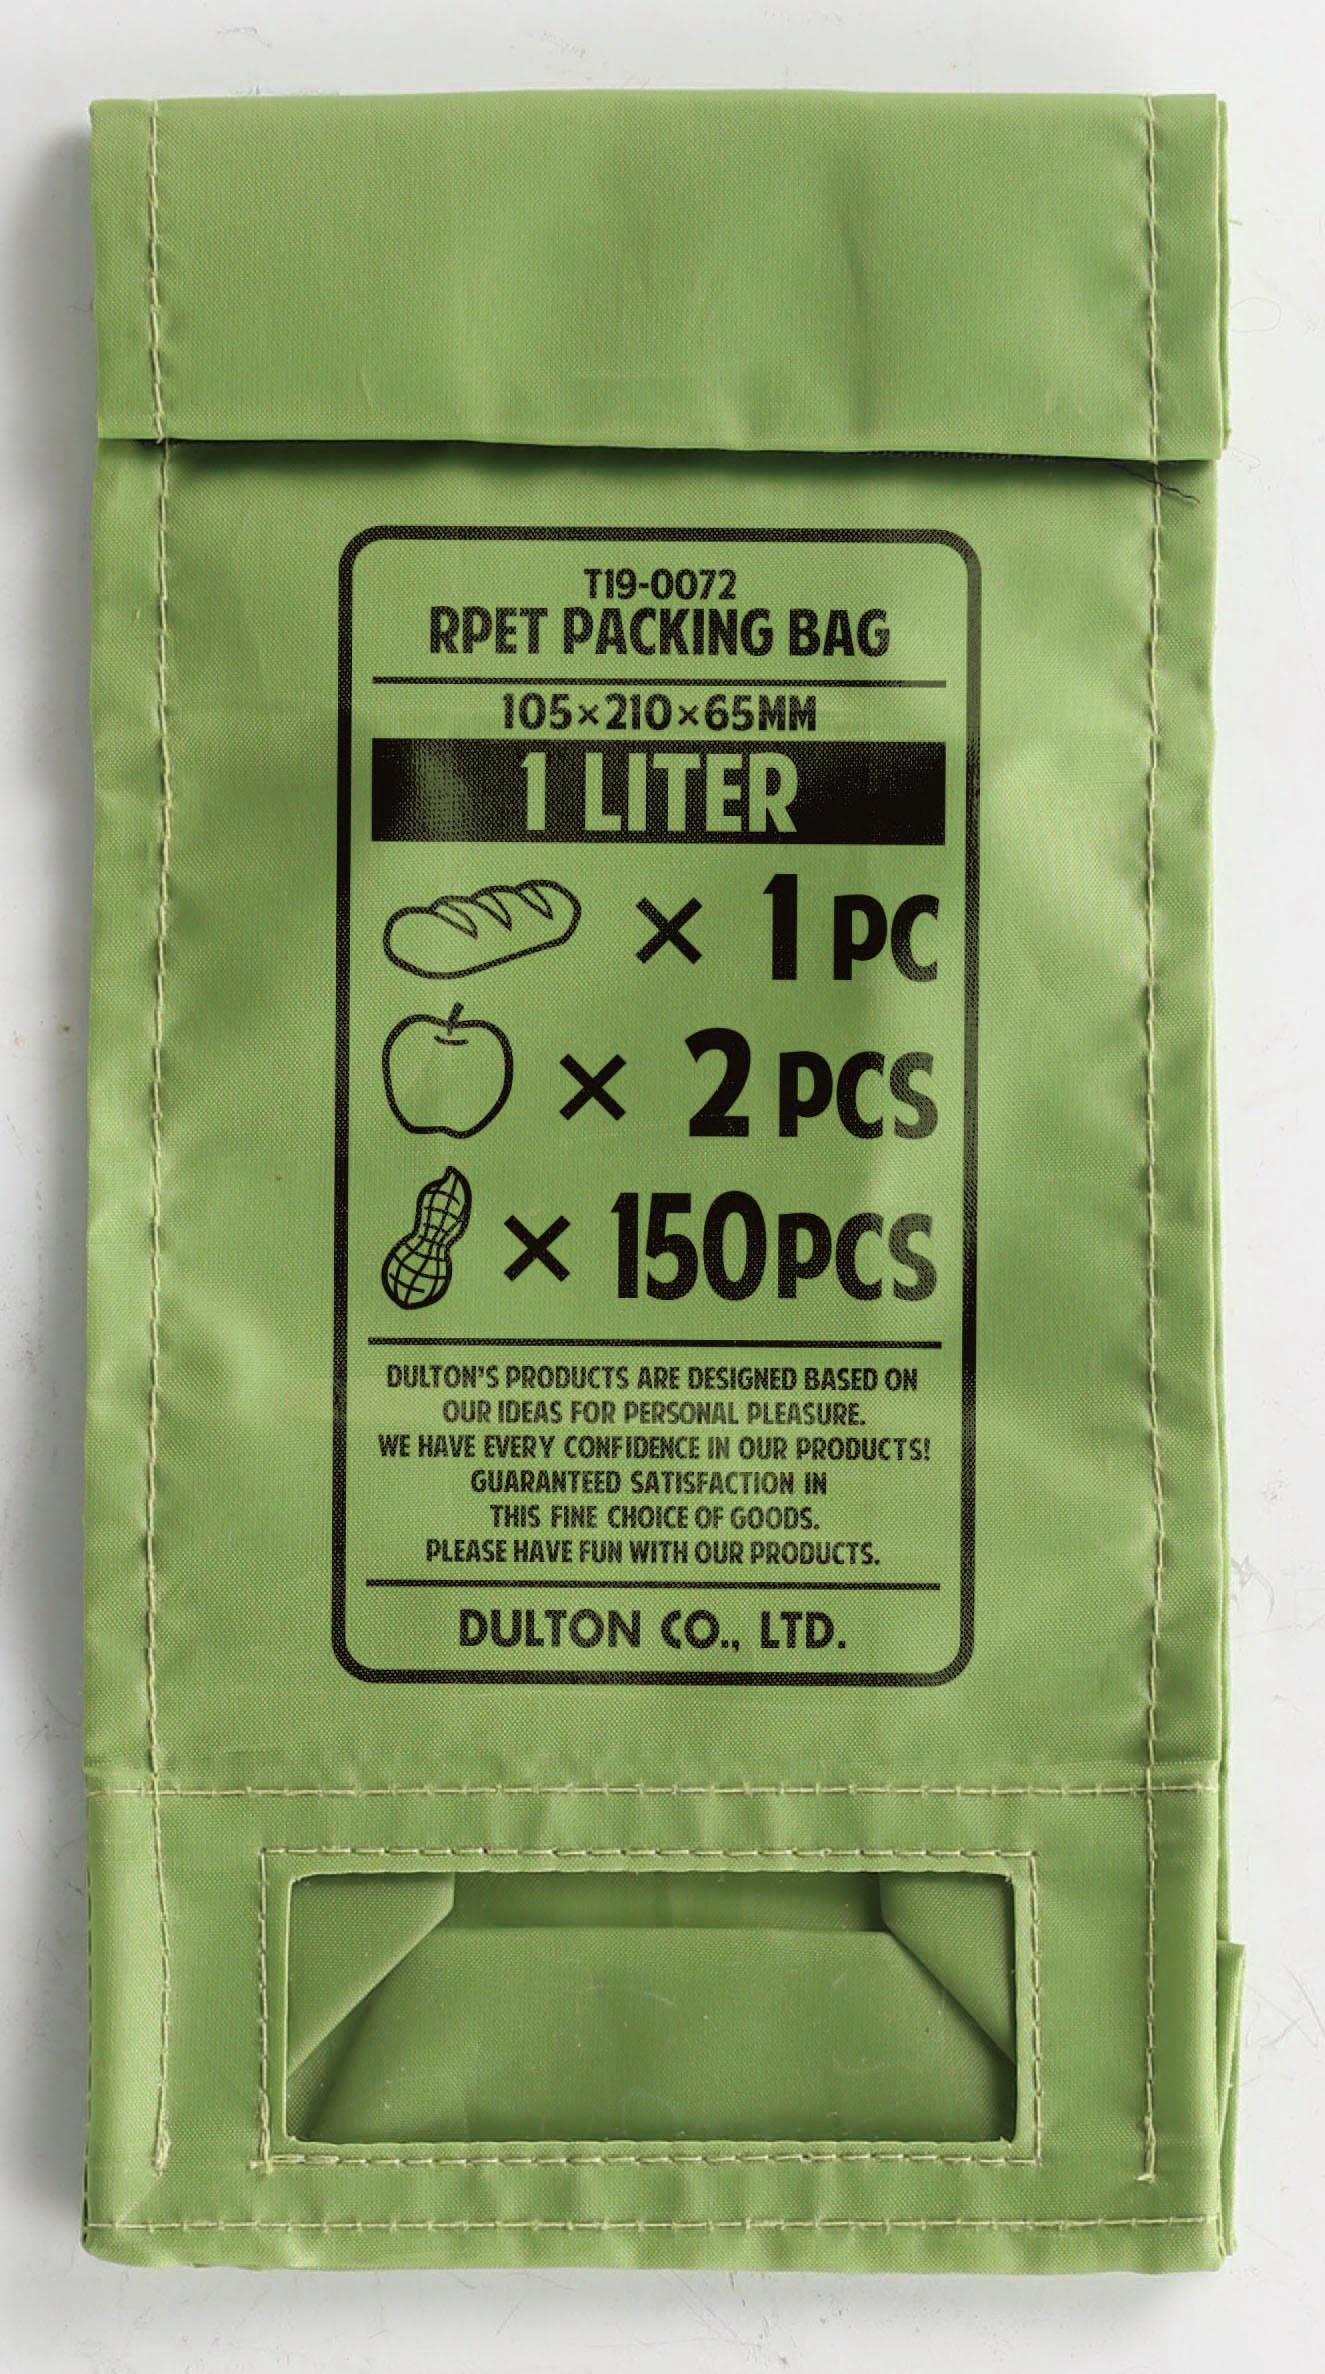 T19-0072
RPET PACKING BAG
105×210×65MM
1 LITER
× 1 PC
× 2 PCS
× 150 PCS
DULTON'S PRODUCTS ARE DESIGNED BASED ON
OUR IDEAS FOR PERSONAL PLEASURE.
WE HAVE EVERY CONFIDENCE IN OUR PRODUCTS!
GUARANTEED SATISFACTION IN
THIS FINE CHOICE OF GOODS.
PLEASE HAVE FUN WITH OUR PRODUCTS.
DULTON CO., LTD.